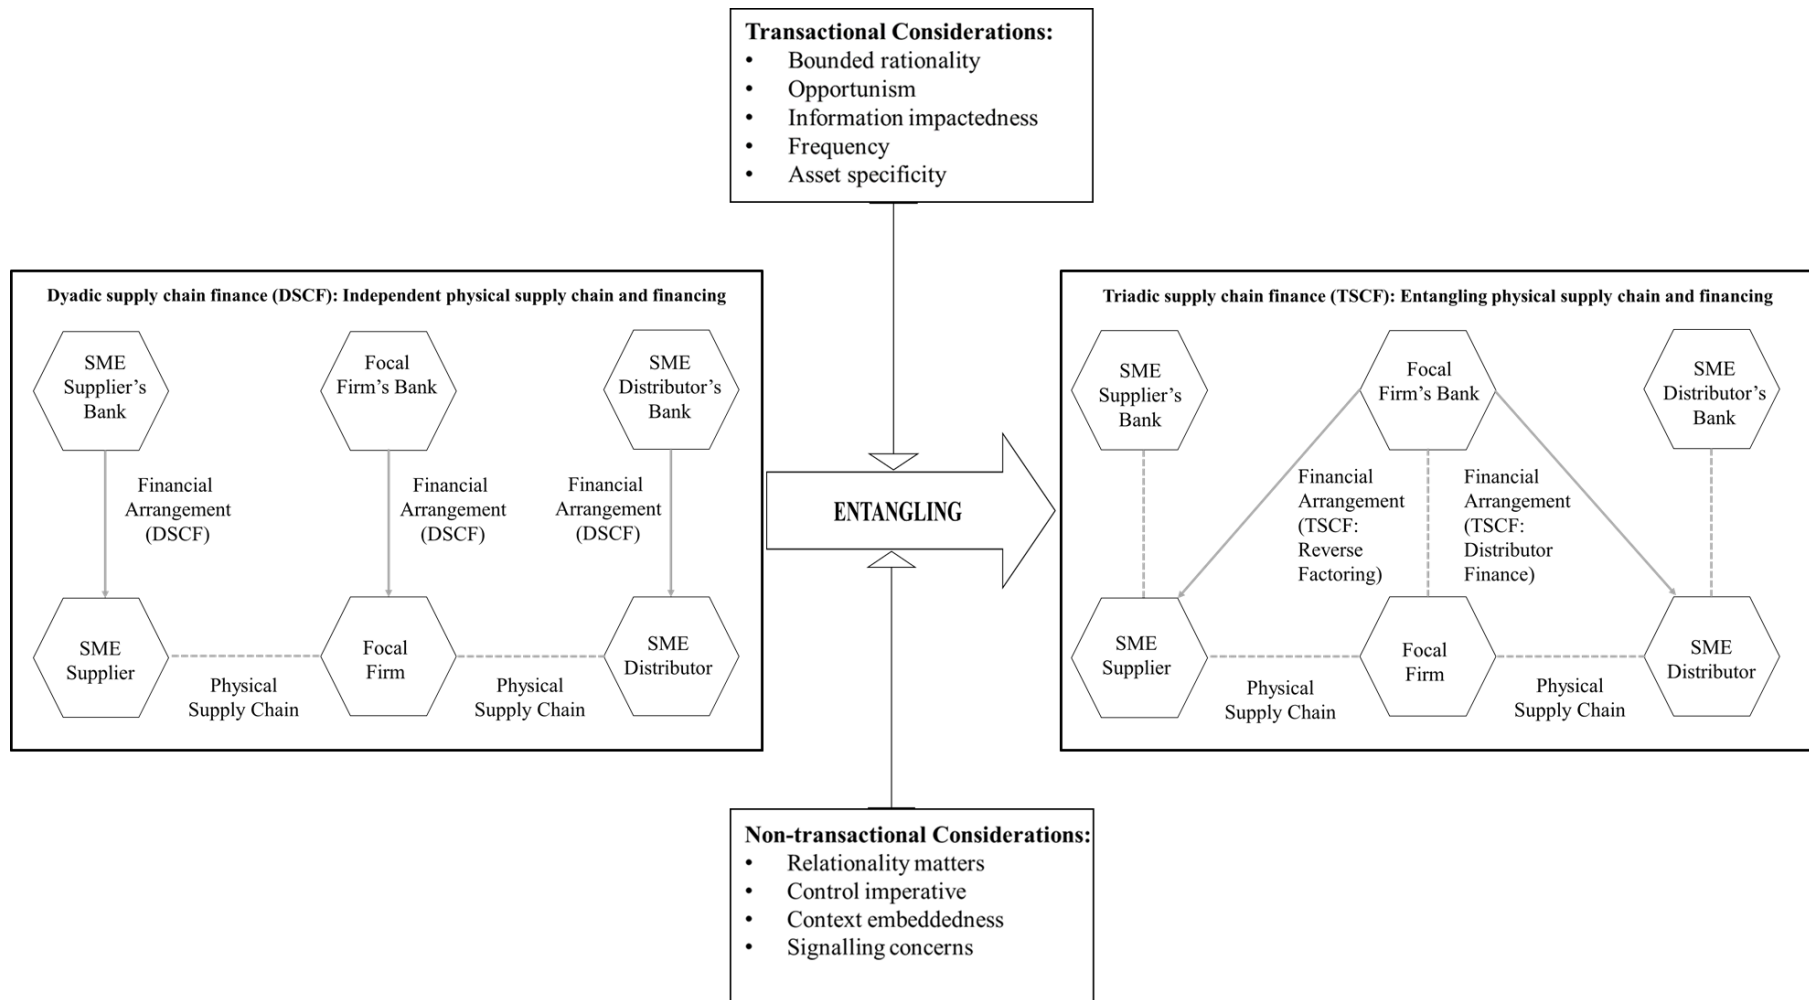 Transactional Considerations:
• Bounded rationality
• Opportunism
• Information impactedness
• Frequency
• Asset specificity
Dyadic supply chain finance (DSCF): Independent physical supply chain and financing
SME
Supplier's
Bank
Focal
Firm's Bank
SME
Distributor's
Bank
Financial
Arrangement
(DSCF)
Financial
Arrangement
(DSCF)
Financial
Arrangement
(DSCF)
SME
Supplier
Focal
Firm
SME
Distributor
Physical
Supply Chain
Physical
Supply Chain
ENTANGLING
Triadic supply chain finance (TSCF): Entangling physical supply chain and financing
SME
Supplier's
Bank
Focal
Firm's Bank
SME
Distributor's
Bank
Financial
Arrangement
(TSCF:
Reverse
Factoring)
Financial
Arrangement
(TSCF:
Distributor
Finance)
SME
Supplier
Focal
Firm
SME
Distributor
Physical
Supply Chain
Physical
Supply Chain
Non-transactional Considerations:
• Relationality matters
• Control imperative
• Context embeddedness
• Signalling concerns